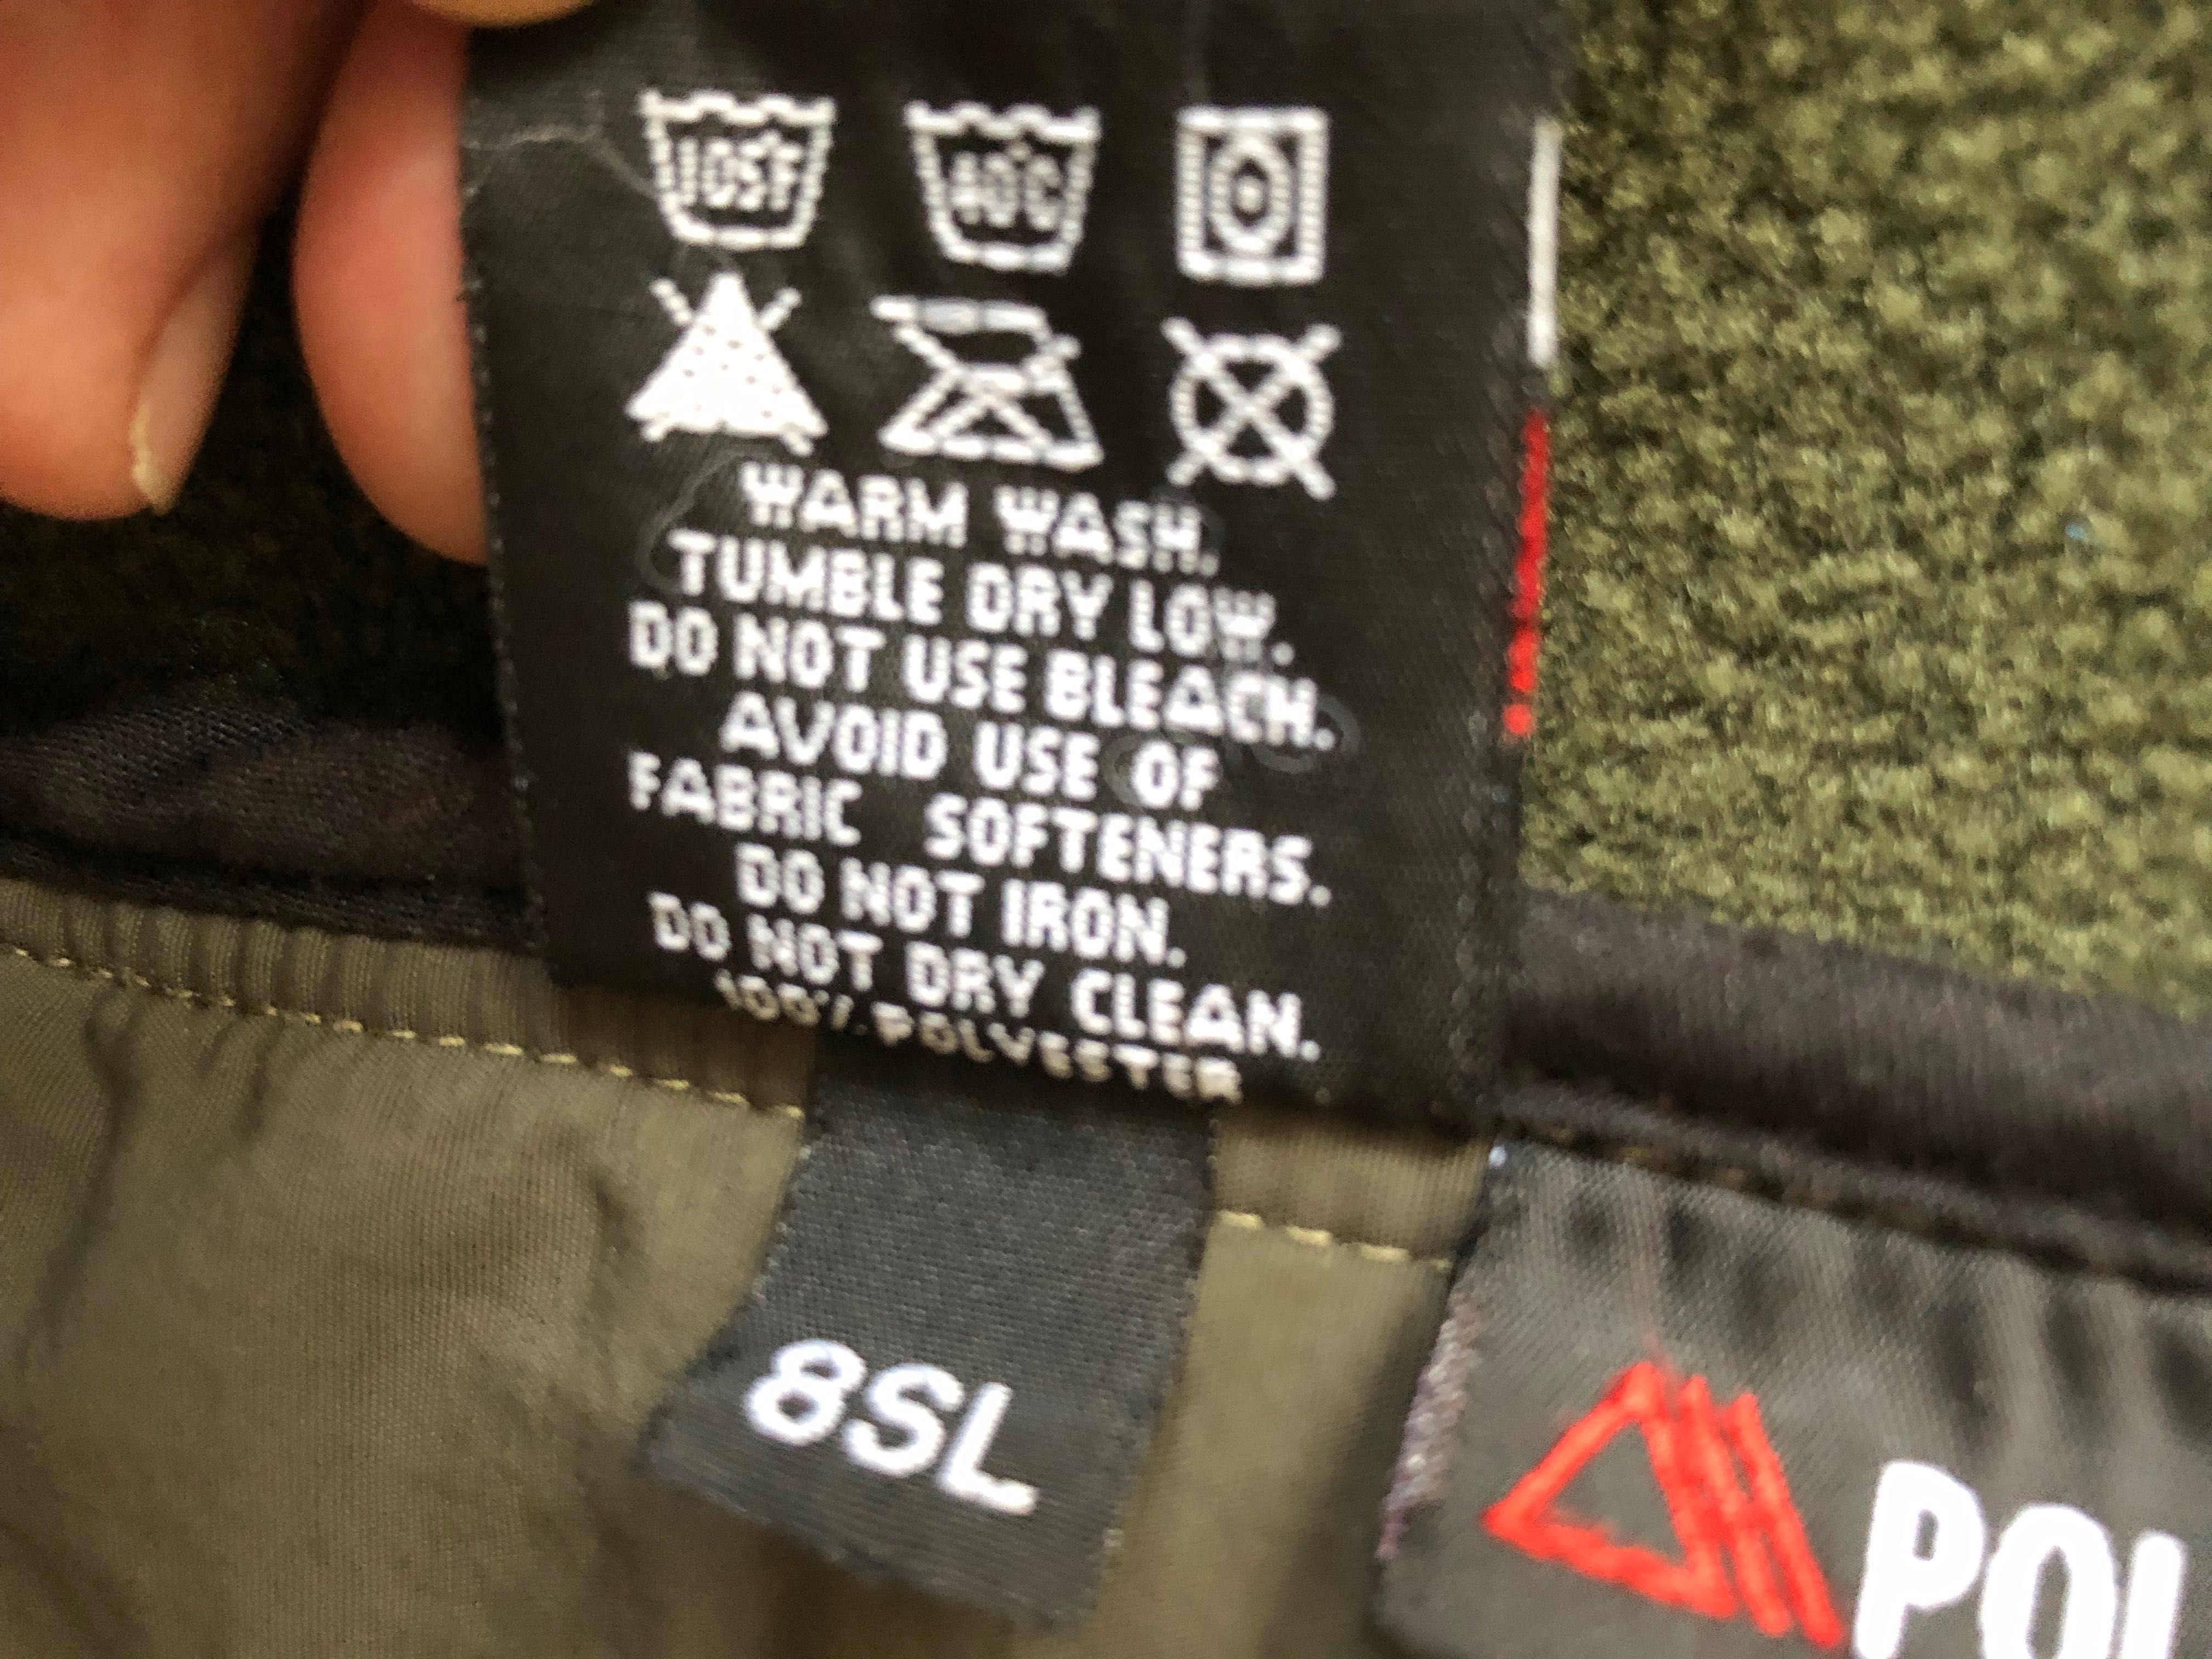 105F
40°C
WARM WASH.
TUMBLE DRY LOW.
DO NOT USE BLEACH.
AVOID USE OF
FABRIC SOFTENERS.
DO NOT IRON.
DO NOT DRY CLEAN.
100% POLYESTER
8SL
POL